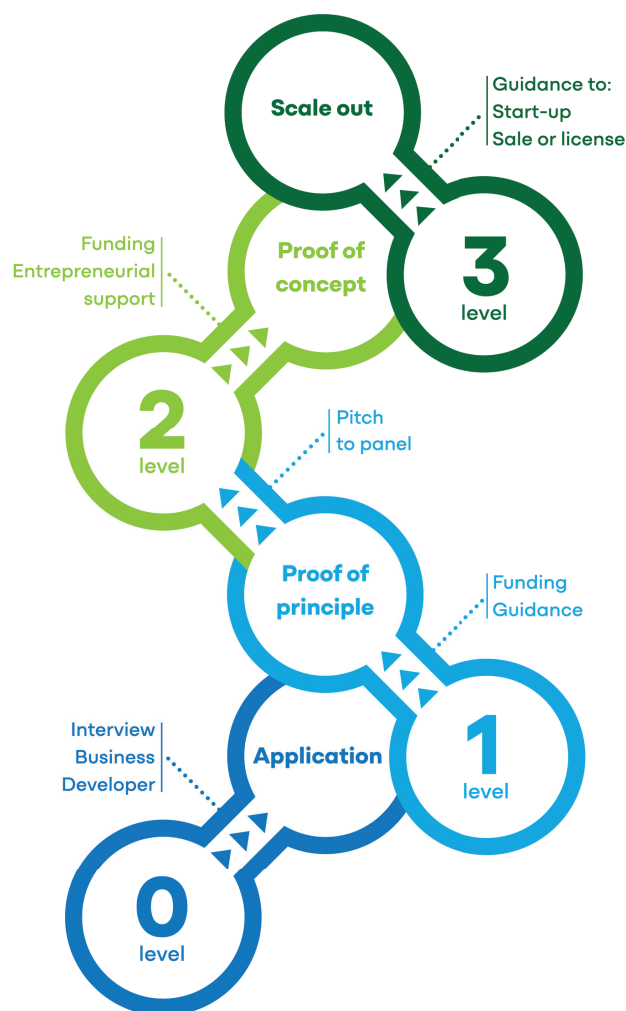 Scale out
Guidance to:
Start-up
Sale or license
3
level
Proof of
concept
Funding
Entrepreneurial
support
2
level
Pitch
to panel
Proof of
principle
Funding
Guidance
1
level
Application
Interview
Business
Developer
0
level